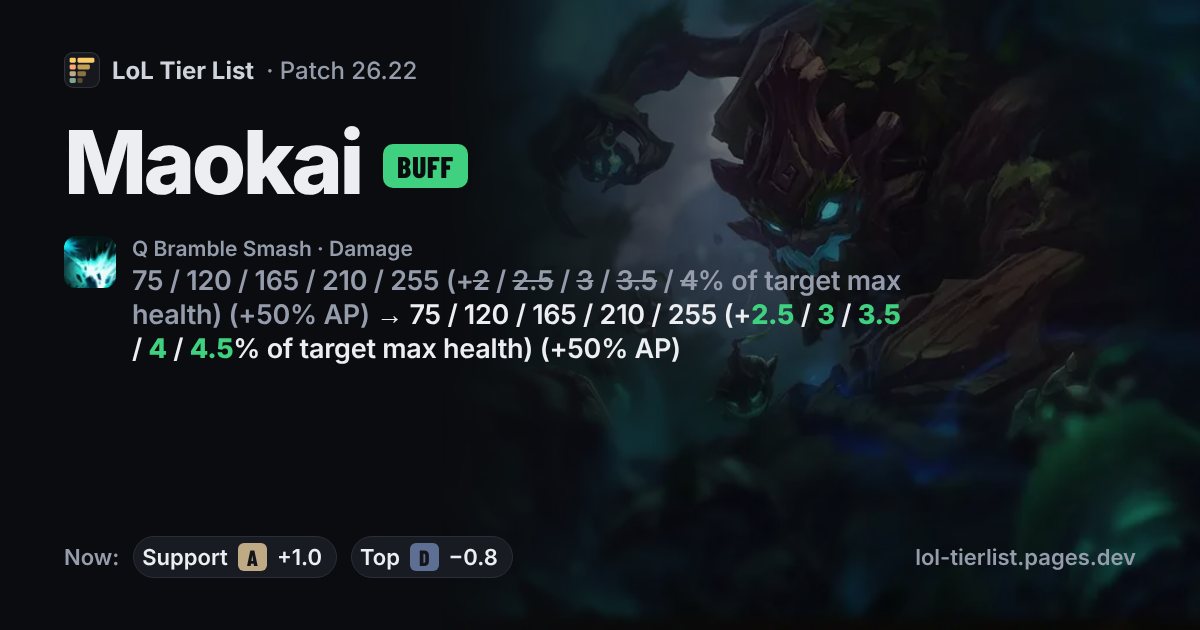 LoL Tier List · Patch 26.22
Maokai BUFF
Q Bramble Smash · Damage
75 / 120 / 165 / 210 / 255 (+2 / 2.5 / 3 / 3.5 / 4% of target max
health) (+50% AP) → 75 / 120 / 165 / 210 / 255 (+2.5 / 3 / 3.5
/ 4 / 4.5% of target max health) (+50% AP)
Now: Support A +1.0 Top D −0.8
lol-tierlist.pages.dev